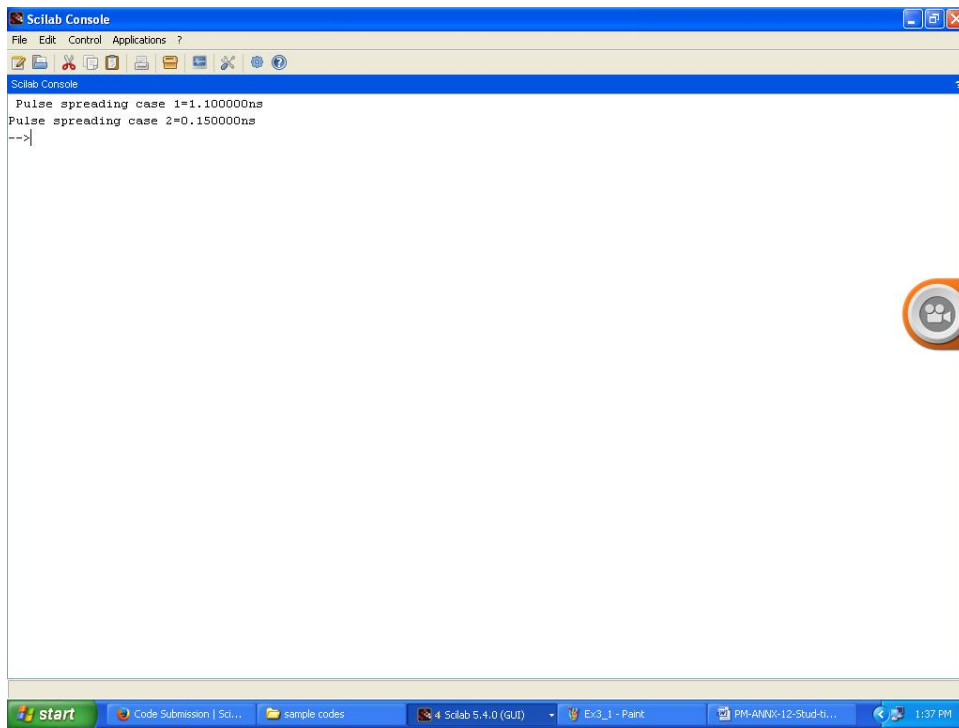 Scilab Console
File Edit Control Applications ?
Scilab Console ?
Pulse spreading case 1=1.100000ns
Pulse spreading case 2=0.150000ns
-->
start Code Submission | Sci... sample codes 4 Scilab 5.4.0 (GUI) Ex3_1 - Paint PM-ANNX-12-Stud-ti... 1:37 PM